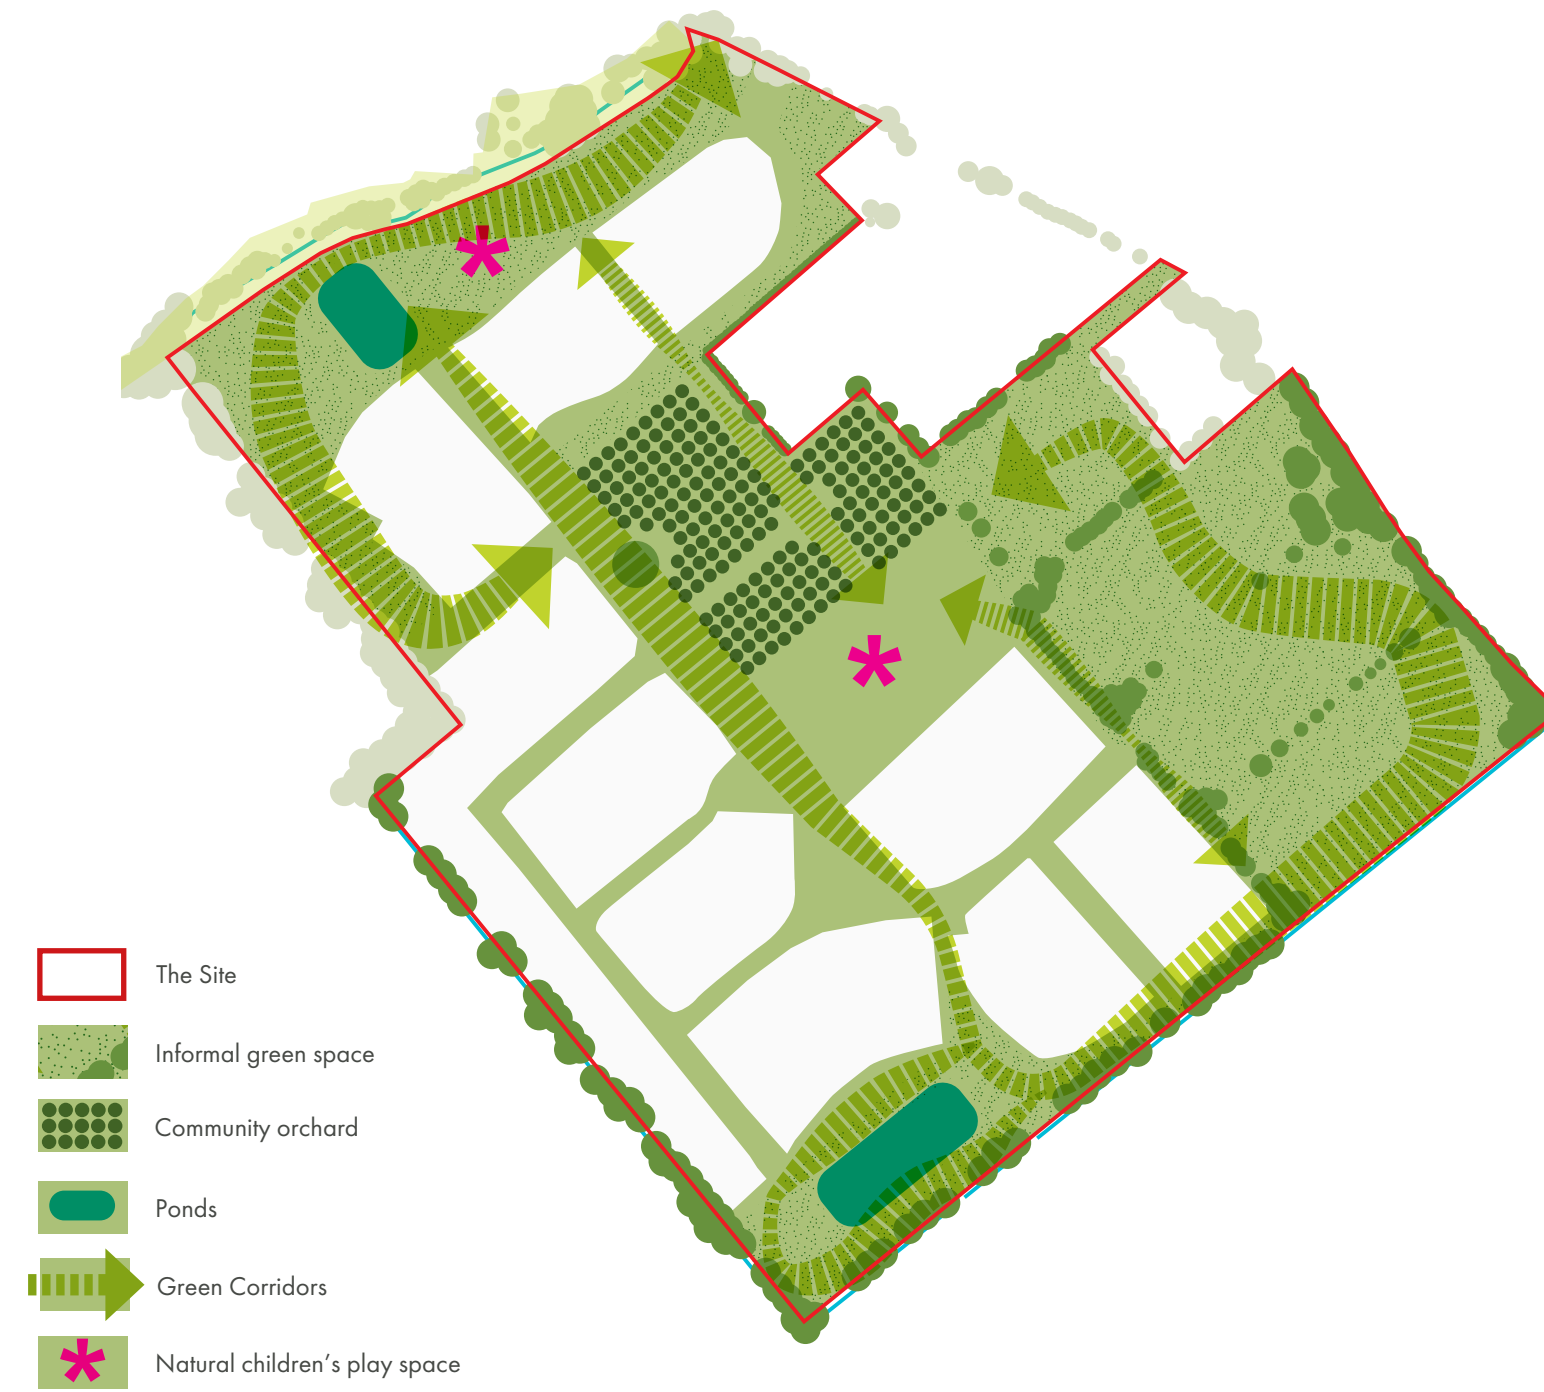 The Site
Informal green space
Community orchard
Ponds
Green Corridors
Natural children’s play space